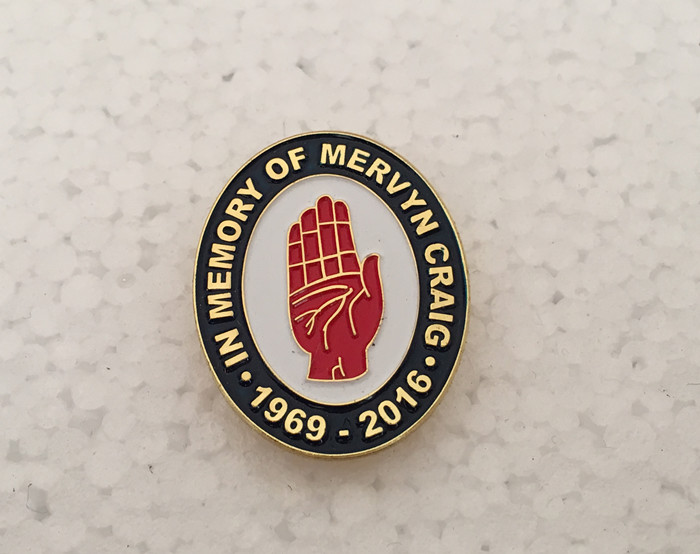 IN MEMORY OF MERVYN CRAIG
• 1969 - 2016 •